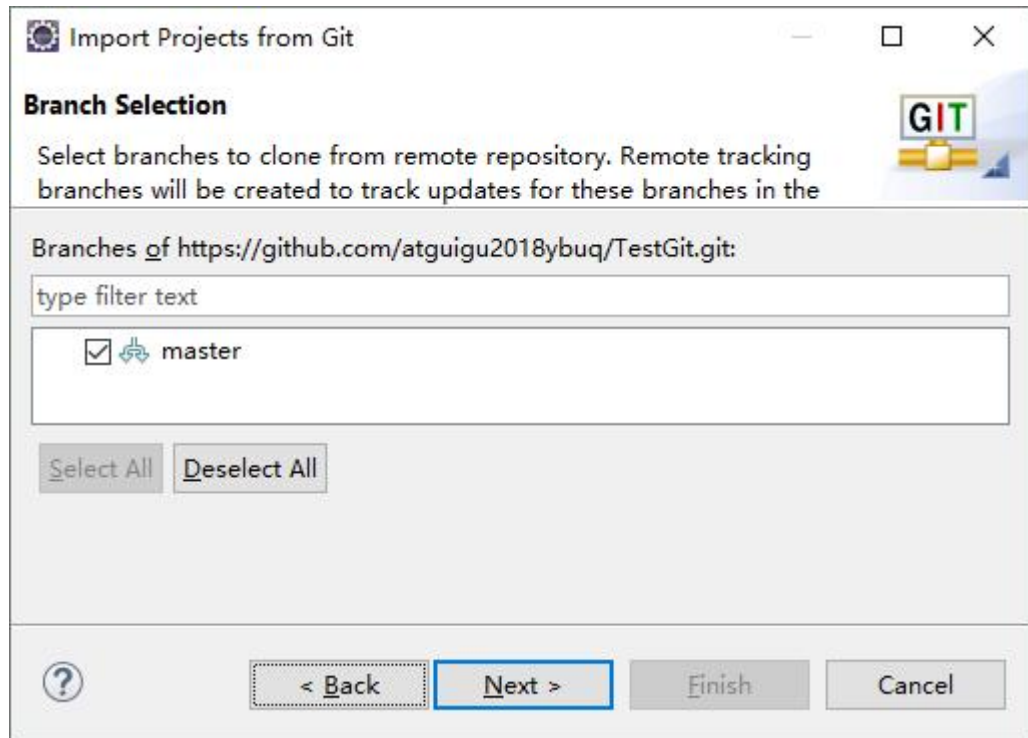 Import Projects from Git
Branch Selection
GIT
Select branches to clone from remote repository. Remote tracking
branches will be created to track updates for these branches in the
Branches of https://github.com/atguigu2018ybuq/TestGit.git:
type filter text
master
Select All Deselect All
? < Back Next > Finish Cancel